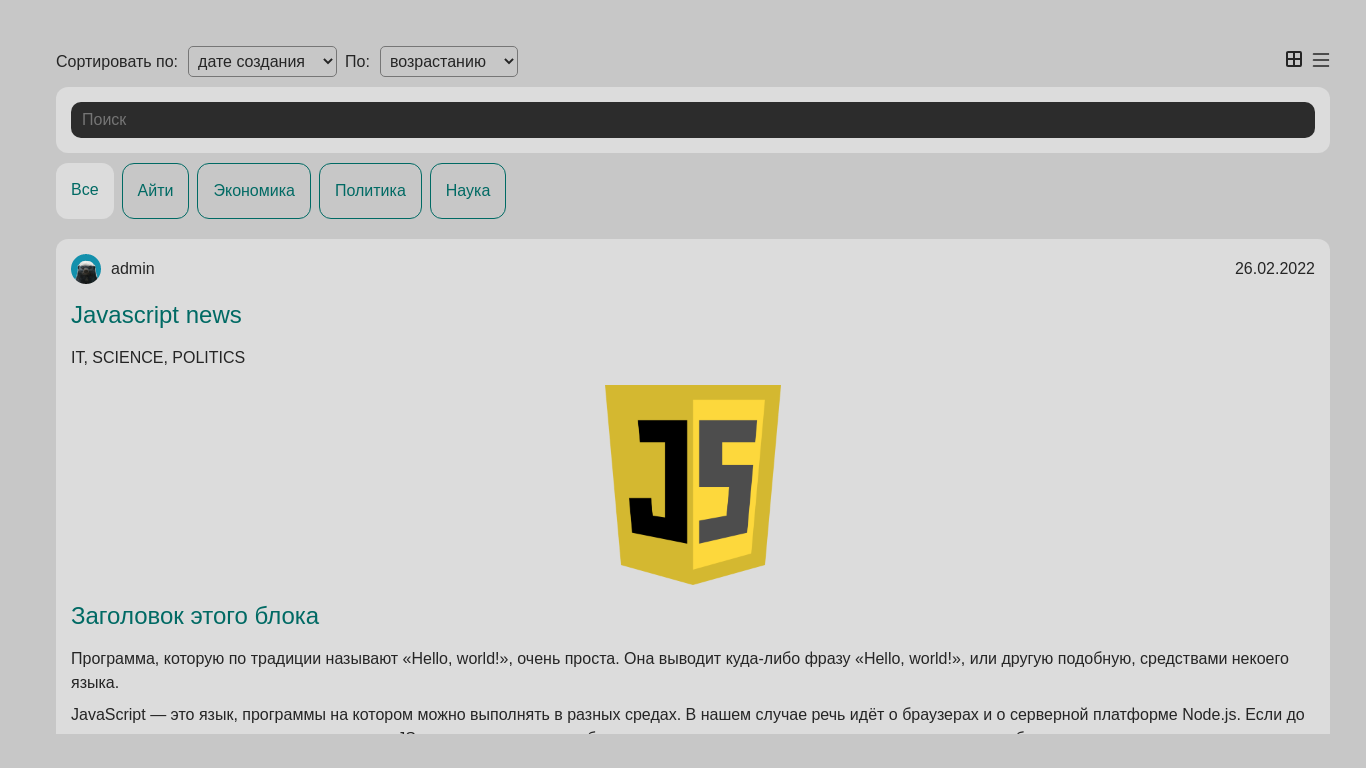 Сортировать по: дате создания По: возрастанию
Поиск
Все Айти Экономика Политика Наука
admin 26.02.2022
Javascript news
IT, SCIENCE, POLITICS
JS
Заголовок этого блока
Программа, которую по традиции называют «Hello, world!», очень проста. Она выводит куда-либо фразу «Hello, world!», или другую подобную, средствами некоего
языка.
JavaScript — это язык, программы на котором можно выполнять в разных средах. В нашем случае речь идёт о браузерах и о серверной платформе Node.js. Если до